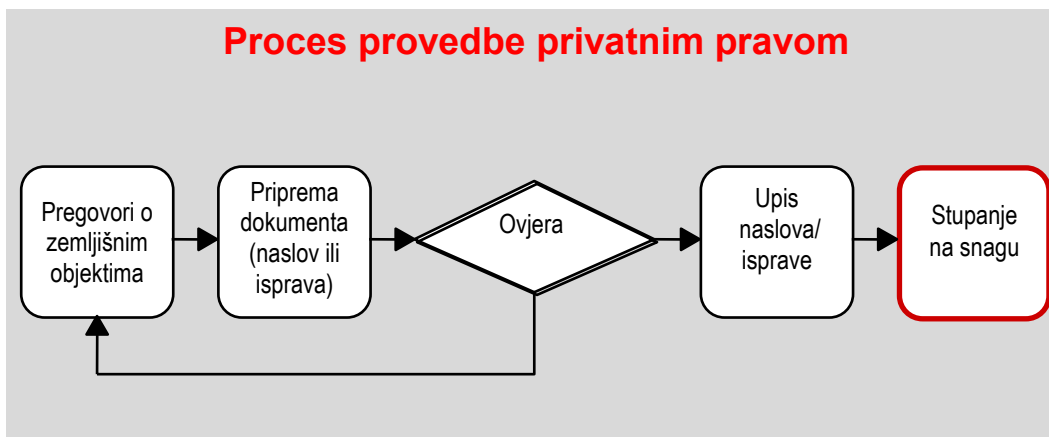 Proces provedbe privatnim pravom
Pregovori o
zemljišnim
objektima
Priprema
dokumenta
(naslov ili
isprava)
Ovjera
Upis
naslova/
isprave
Stupanje
na snagu